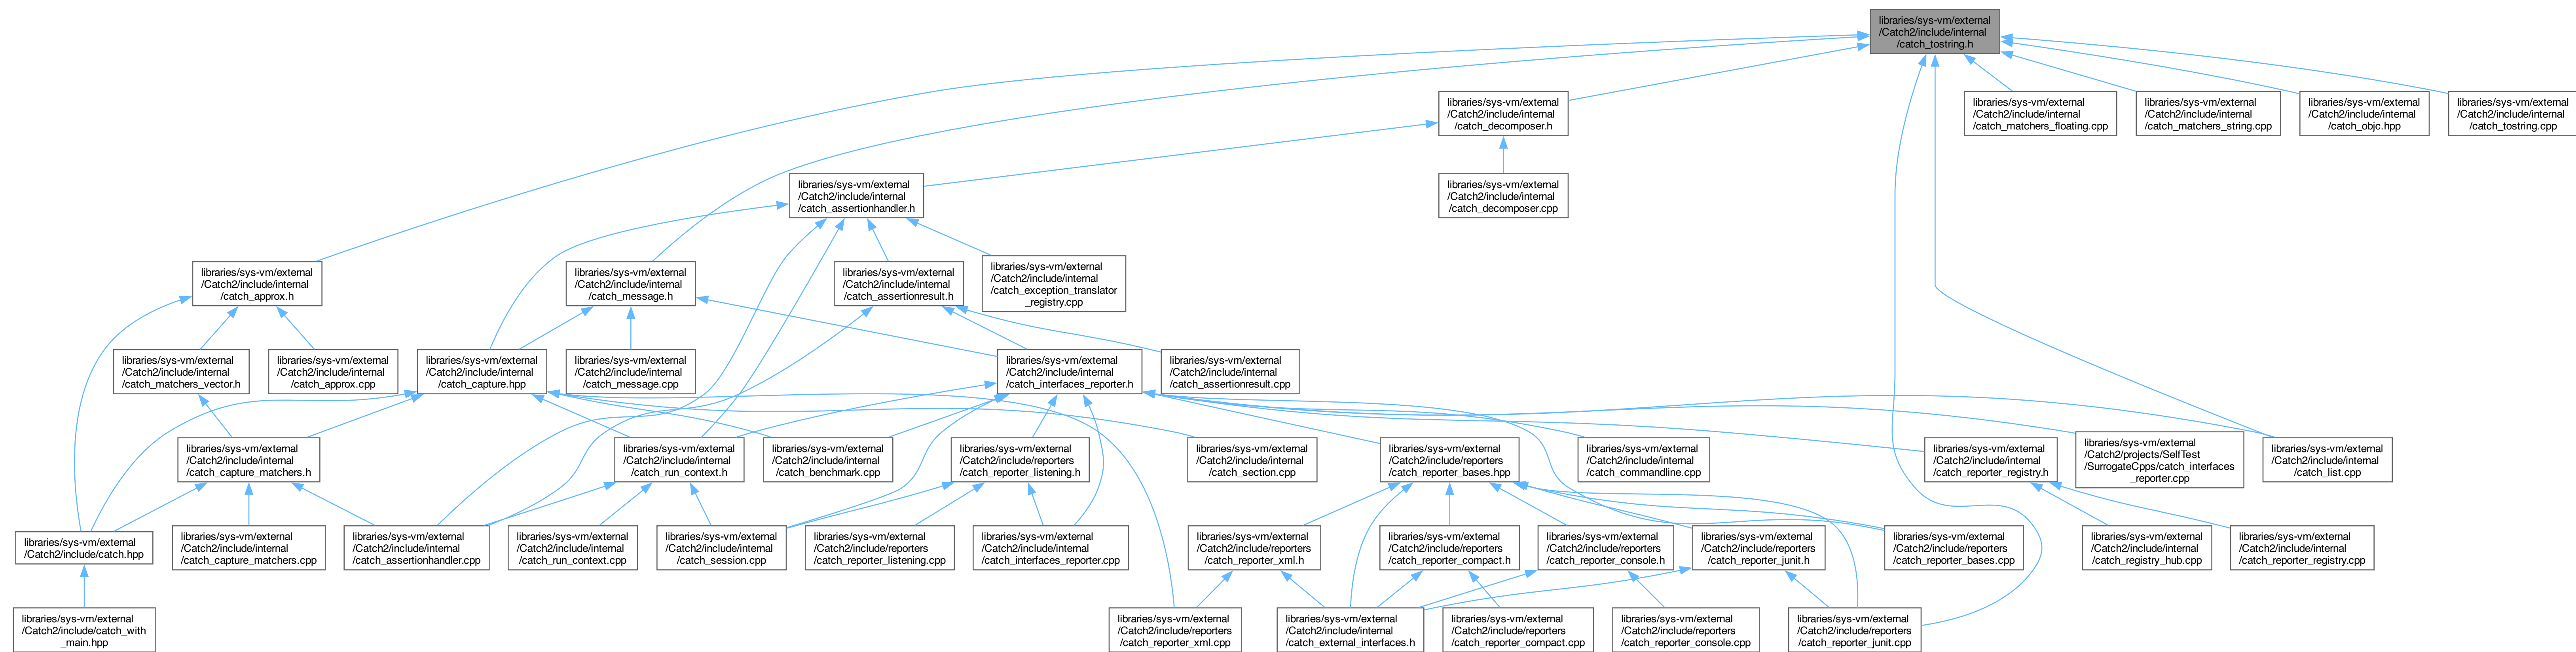 libraries/sys-vm/external
/Catch2/include/internal
/catch_tostring.h
libraries/sys-vm/external
/Catch2/include/internal
/catch_decomposer.h
libraries/sys-vm/external
/Catch2/include/internal
/catch_matchers_floating.cpp
libraries/sys-vm/external
/Catch2/include/internal
/catch_matchers_string.cpp
libraries/sys-vm/external
/Catch2/include/internal
/catch_objc.hpp
libraries/sys-vm/external
/Catch2/include/internal
/catch_tostring.cpp
libraries/sys-vm/external
/Catch2/include/internal
/catch_assertionhandler.h
libraries/sys-vm/external
/Catch2/include/internal
/catch_decomposer.cpp
libraries/sys-vm/external
/Catch2/include/internal
/catch_approx.h
libraries/sys-vm/external
/Catch2/include/internal
/catch_message.h
libraries/sys-vm/external
/Catch2/include/internal
/catch_assertionresult.h
libraries/sys-vm/external
/Catch2/include/internal
/catch_exception_translator
_registry.cpp
libraries/sys-vm/external
/Catch2/include/internal
/catch_matchers_vector.h
libraries/sys-vm/external
/Catch2/include/internal
/catch_approx.cpp
libraries/sys-vm/external
/Catch2/include/internal
/catch_capture.hpp
libraries/sys-vm/external
/Catch2/include/internal
/catch_message.cpp
libraries/sys-vm/external
/Catch2/include/internal
/catch_interfaces_reporter.h
libraries/sys-vm/external
/Catch2/include/internal
/catch_assertionresult.cpp
libraries/sys-vm/external
/Catch2/include/internal
/catch_capture_matchers.h
libraries/sys-vm/external
/Catch2/include/internal
/catch_run_context.h
libraries/sys-vm/external
/Catch2/include/internal
/catch_benchmark.cpp
libraries/sys-vm/external
/Catch2/include/reporters
/catch_reporter_listening.h
libraries/sys-vm/external
/Catch2/include/internal
/catch_section.cpp
libraries/sys-vm/external
/Catch2/include/reporters
/catch_reporter_bases.hpp
libraries/sys-vm/external
/Catch2/include/internal
/catch_commandline.cpp
libraries/sys-vm/external
/Catch2/include/internal
/catch_reporter_registry.h
libraries/sys-vm/external
/Catch2/projects/SelfTest
/SurrogateCpps/catch_interfaces
_reporter.cpp
libraries/sys-vm/external
/Catch2/include/internal
/catch_list.cpp
libraries/sys-vm/external
/Catch2/include/catch.hpp
libraries/sys-vm/external
/Catch2/include/internal
/catch_capture_matchers.cpp
libraries/sys-vm/external
/Catch2/include/internal
/catch_assertionhandler.cpp
libraries/sys-vm/external
/Catch2/include/internal
/catch_run_context.cpp
libraries/sys-vm/external
/Catch2/include/internal
/catch_session.cpp
libraries/sys-vm/external
/Catch2/include/reporters
/catch_reporter_listening.cpp
libraries/sys-vm/external
/Catch2/include/internal
/catch_interfaces_reporter.cpp
libraries/sys-vm/external
/Catch2/include/reporters
/catch_reporter_xml.h
libraries/sys-vm/external
/Catch2/include/reporters
/catch_reporter_compact.h
libraries/sys-vm/external
/Catch2/include/reporters
/catch_reporter_console.h
libraries/sys-vm/external
/Catch2/include/reporters
/catch_reporter_junit.h
libraries/sys-vm/external
/Catch2/include/reporters
/catch_reporter_bases.cpp
libraries/sys-vm/external
/Catch2/include/internal
/catch_registry_hub.cpp
libraries/sys-vm/external
/Catch2/include/internal
/catch_reporter_registry.cpp
libraries/sys-vm/external
/Catch2/include/catch_with
_main.hpp
libraries/sys-vm/external
/Catch2/include/reporters
/catch_reporter_xml.cpp
libraries/sys-vm/external
/Catch2/include/internal
/catch_external_interfaces.h
libraries/sys-vm/external
/Catch2/include/reporters
/catch_reporter_compact.cpp
libraries/sys-vm/external
/Catch2/include/reporters
/catch_reporter_console.cpp
libraries/sys-vm/external
/Catch2/include/reporters
/catch_reporter_junit.cpp